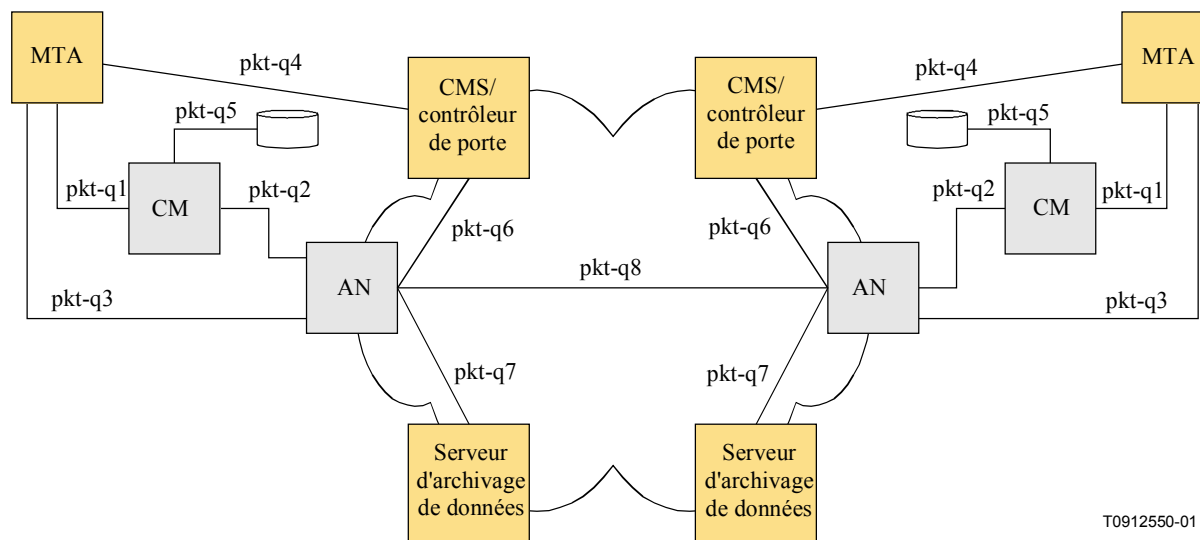 MTA
pkt-q4
CMS/
contrôleur
de porte
CMS/
contrôleur
de porte
pkt-q4
MTA
pkt-q5
pkt-q5
pkt-q1
CM
pkt-q2
pkt-q2
CM
pkt-q1
pkt-q6
pkt-q6
pkt-q3
AN
pkt-q8
AN
pkt-q3
pkt-q7
pkt-q7
Serveur
d'archivage
de données
Serveur
d'archivage
de données
T0912550-01